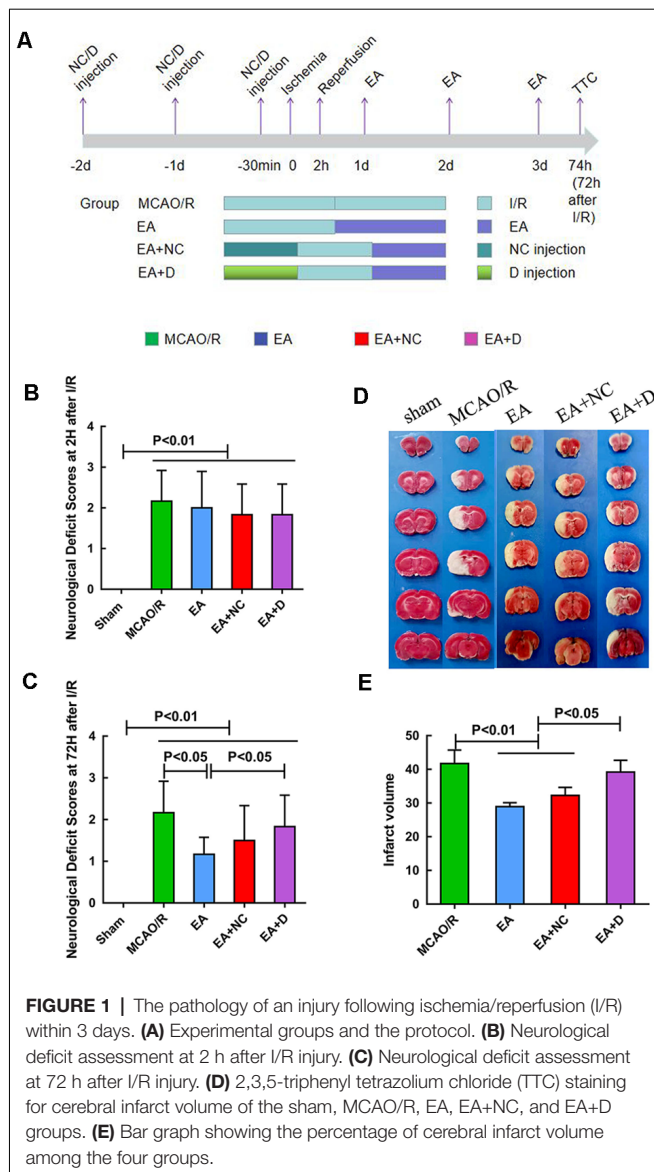 A
NC/D injection
NC/D injection
NC/D injection
Ischemia
Reperfusion
EA
EA
EA
TTC
-2d
-1d
-30min
0
2h
1d
2d
3d
74h
(72h
after
I/R)
Group
MCAO/R
I/R
EA
EA
EA+NC
NC injection
EA+D
D injection
MCAO/R
EA
EA+NC
EA+D
B
Neurological Deficit Scores at 2H after I/R
4
3
2
1
0
P<0.01
Sham
MCAO/R
EA
EA+NC
EA+D
D
sham
MCAO/R
EA
EA+NC
EA+D
C
Neurological Deficit Scores at 72H after I/R
4
3
2
1
0
P<0.01
P<0.05
P<0.05
Sham
MCAO/R
EA
EA+NC
EA+D
E
Infarct volume
50
40
30
20
10
0
P<0.01
P<0.05
MCAO/R
EA
EA+NC
EA+D
FIGURE 1 | The pathology of an injury following ischemia/reperfusion (I/R)
within 3 days. (A) Experimental groups and the protocol. (B) Neurological
deficit assessment at 2 h after I/R injury. (C) Neurological deficit assessment
at 72 h after I/R injury. (D) 2,3,5-triphenyl tetrazolium chloride (TTC) staining
for cerebral infarct volume of the sham, MCAO/R, EA, EA+NC, and EA+D
groups. (E) Bar graph showing the percentage of cerebral infarct volume
among the four groups.